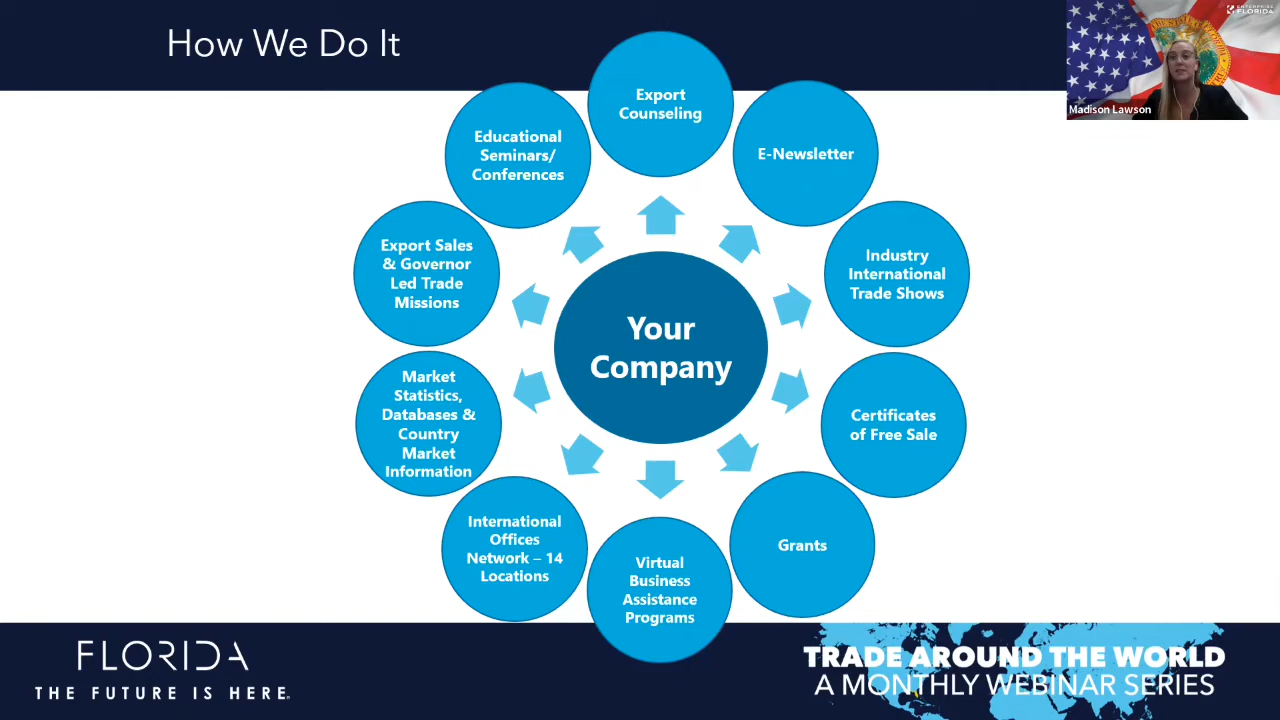 How We Do It
ENTERPRISE
FLORIDA
Madison Lawson
Export
Counseling
E-Newsletter
Industry
International
Trade Shows
Certificates
of Free Sale
Grants
Virtual
Business
Assistance
Programs
International
Offices
Network – 14
Locations
Market
Statistics,
Databases &
Country
Market
Information
Export Sales
& Governor
Led Trade
Missions
Educational
Seminars/
Conferences
Your
Company
FLORIDA
THE FUTURE IS HERE.
TRADE AROUND THE WORLD
A MONTHLY WEBINAR SERIES